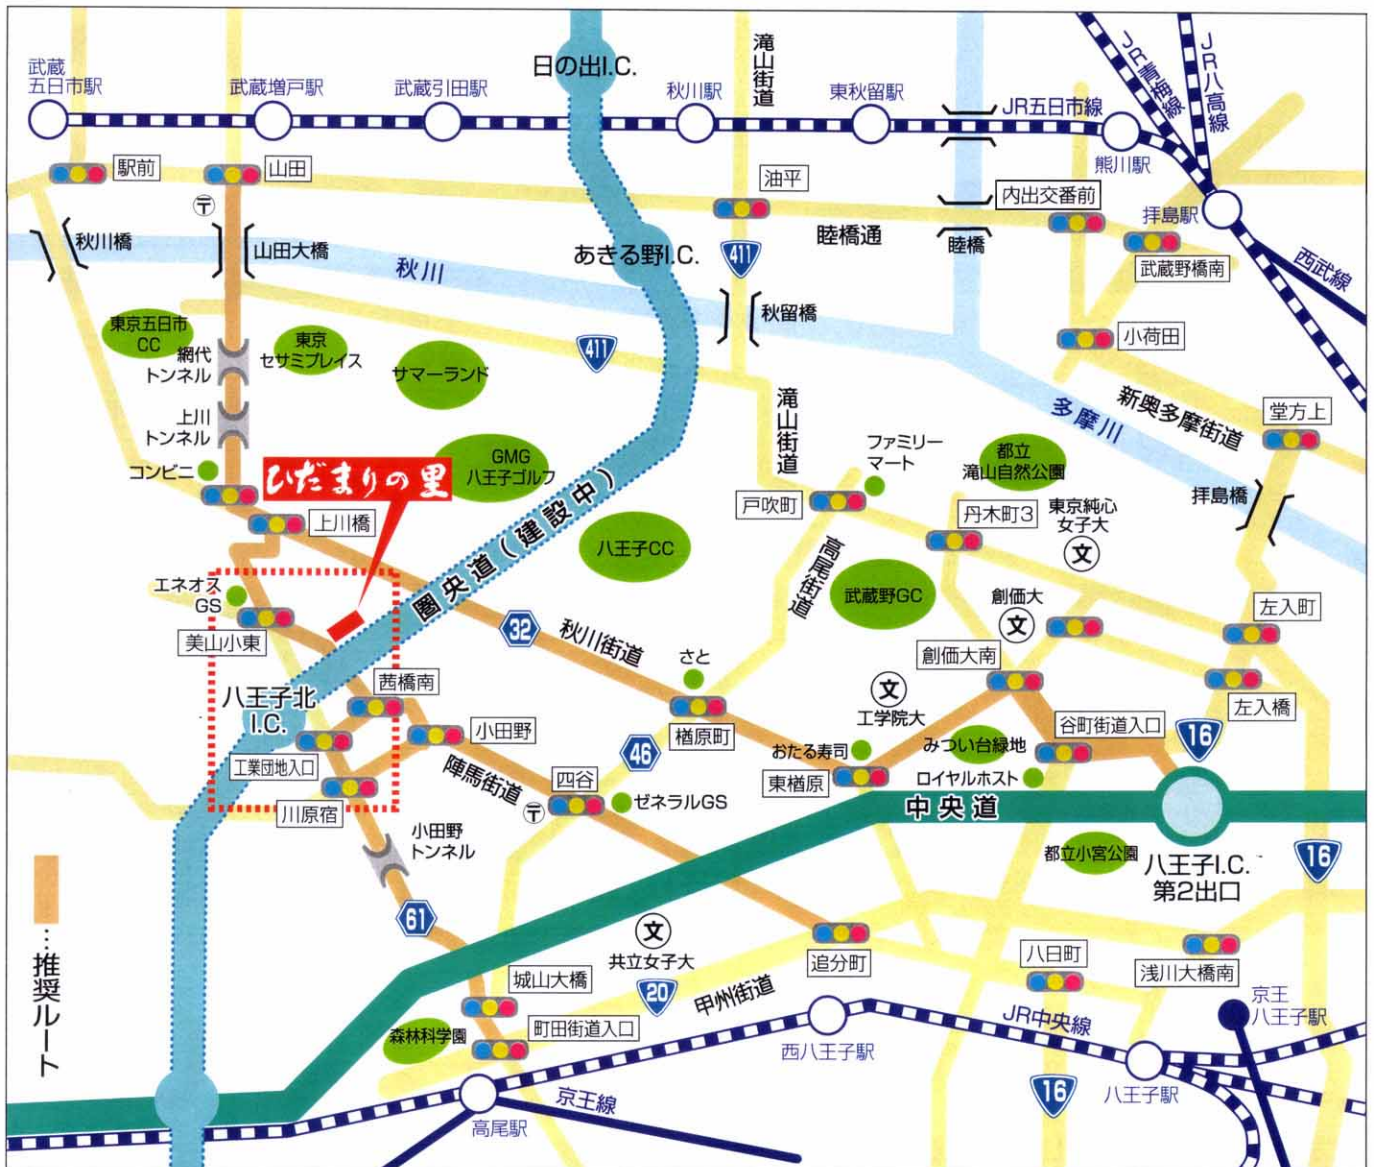 武蔵
五日市駅
武蔵増戸駅
武蔵引田駅
日の出I.C.
秋川駅
滝山街道
東秋留駅
JR五日市線
JR青梅線
JR八高線
熊川駅
拝島駅
駅前
山田
油平
内出交番前
〒
秋川橋
山田大橋
秋川
あきる野I.C.
411
睦橋通
睦橋
武蔵野橋南
西武線
秋留橋
東京五日市
CC
網代
トンネル
東京
セサミプレイス
サマーランド
411
小荷田
新奥多摩街道
堂方上
多摩川
上川
トンネル
滝山街道
ファミリー
マート
都立
滝山自然公園
コンビニ
ひだまりの里
GMG
八王子ゴルフ
戸吹町
丹木町3
東京純心
女子大
文
拝島橋
上川橋
圏央道(建設中)
八王子CC
高尾街道
武蔵野GC
エネオス
GS
美山小東
32
秋川街道
創価大
文
左入町
創価大南
さと
八王子北
I.C.
茜橋南
文
工学院大
左入橋
小田野
楢原町
谷町街道入口
16
46
おたる寿司
みつい台緑地
工業団地入口
陣馬街道
四谷
東楢原
ロイヤルホスト
川原宿
〒
ゼネラルGS
中央道
小田野
トンネル
都立小宮公園
八王子I.C.
第2出口
16
…推奨ルート
61
文
共立女子大
追分町
八日町
浅川大橋南
城山大橋
20
甲州街道
町田街道入口
森林科学園
西八王子駅
JR中央線
京王
八王子駅
16
八王子駅
京王線
高尾駅